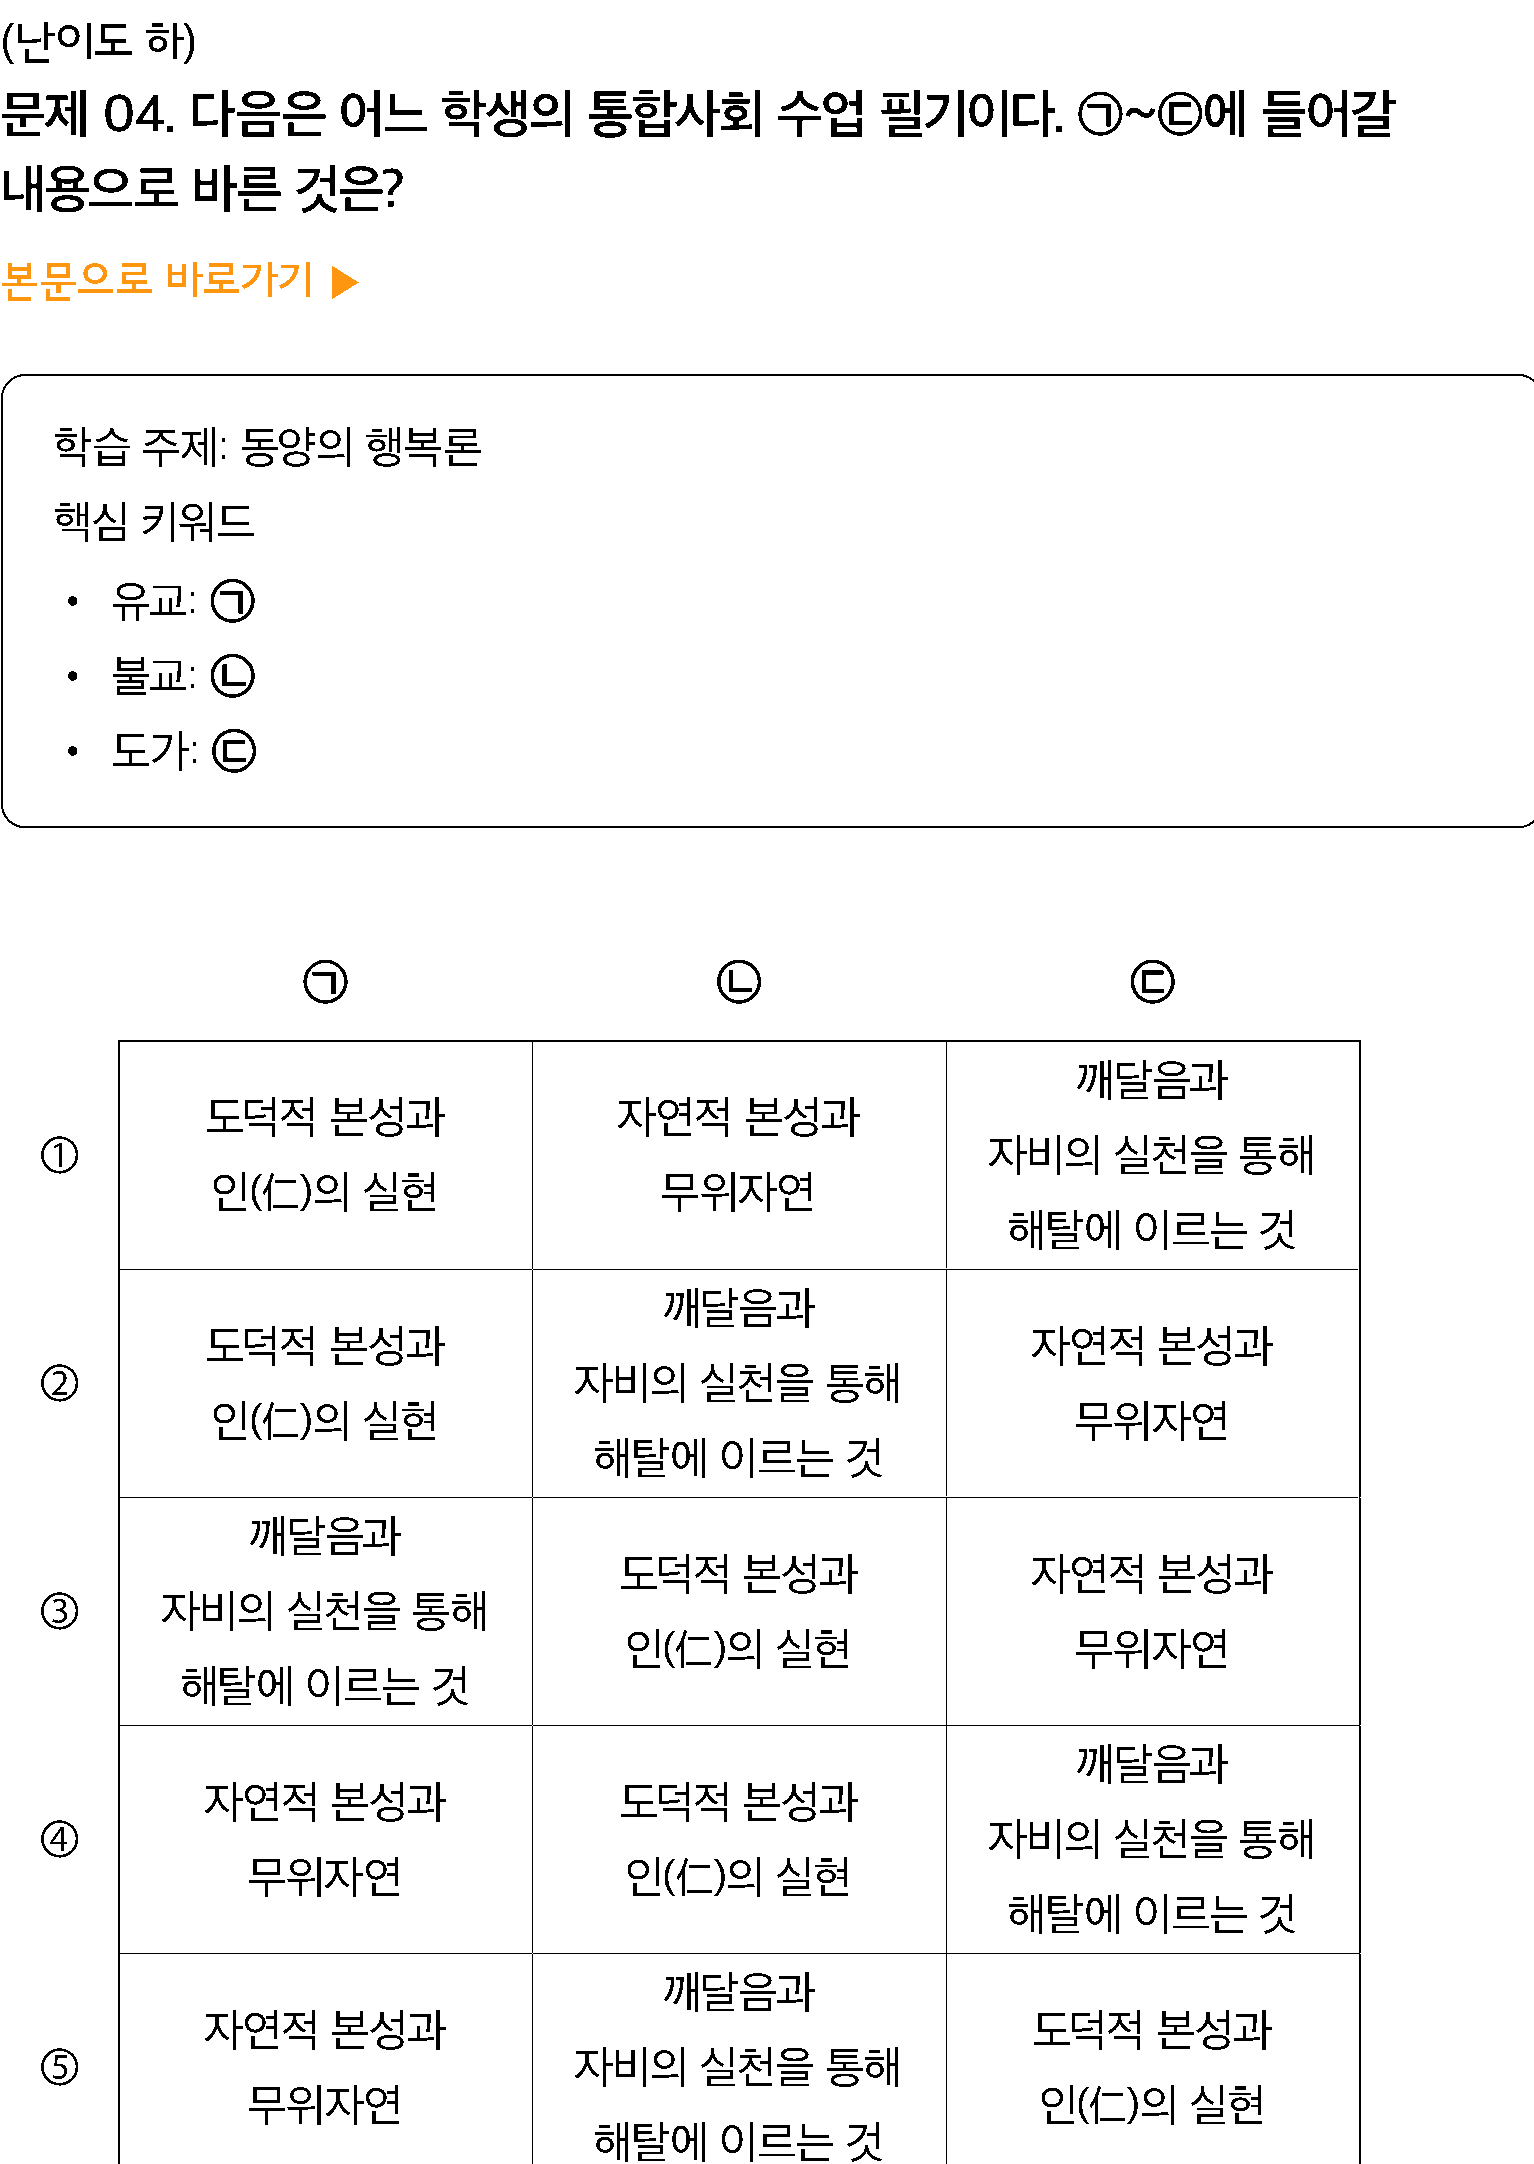 (난이도 하)
문제 04. 다음은 어느 학생의 통합사회 수업 필기이다. ㉠~㉢에 들어갈
내용으로 바른 것은?
본문으로 바로가기 ▶
학습 주제: 동양의 행복론
핵심 키워드
• 유교: ㉠
• 불교: ㉡
• 도가: ㉢
㉠ ㉡ ㉢
①
도덕적 본성과
인(仁)의 실현
자연적 본성과
무위자연
깨달음과
자비의 실천을 통해
해탈에 이르는 것
②
도덕적 본성과
인(仁)의 실현
깨달음과
자비의 실천을 통해
해탈에 이르는 것
자연적 본성과
무위자연
③
깨달음과
자비의 실천을 통해
해탈에 이르는 것
도덕적 본성과
인(仁)의 실현
자연적 본성과
무위자연
④
자연적 본성과
무위자연
도덕적 본성과
인(仁)의 실현
깨달음과
자비의 실천을 통해
해탈에 이르는 것
⑤
자연적 본성과
무위자연
깨달음과
자비의 실천을 통해
해탈에 이르는 것
도덕적 본성과
인(仁)의 실현